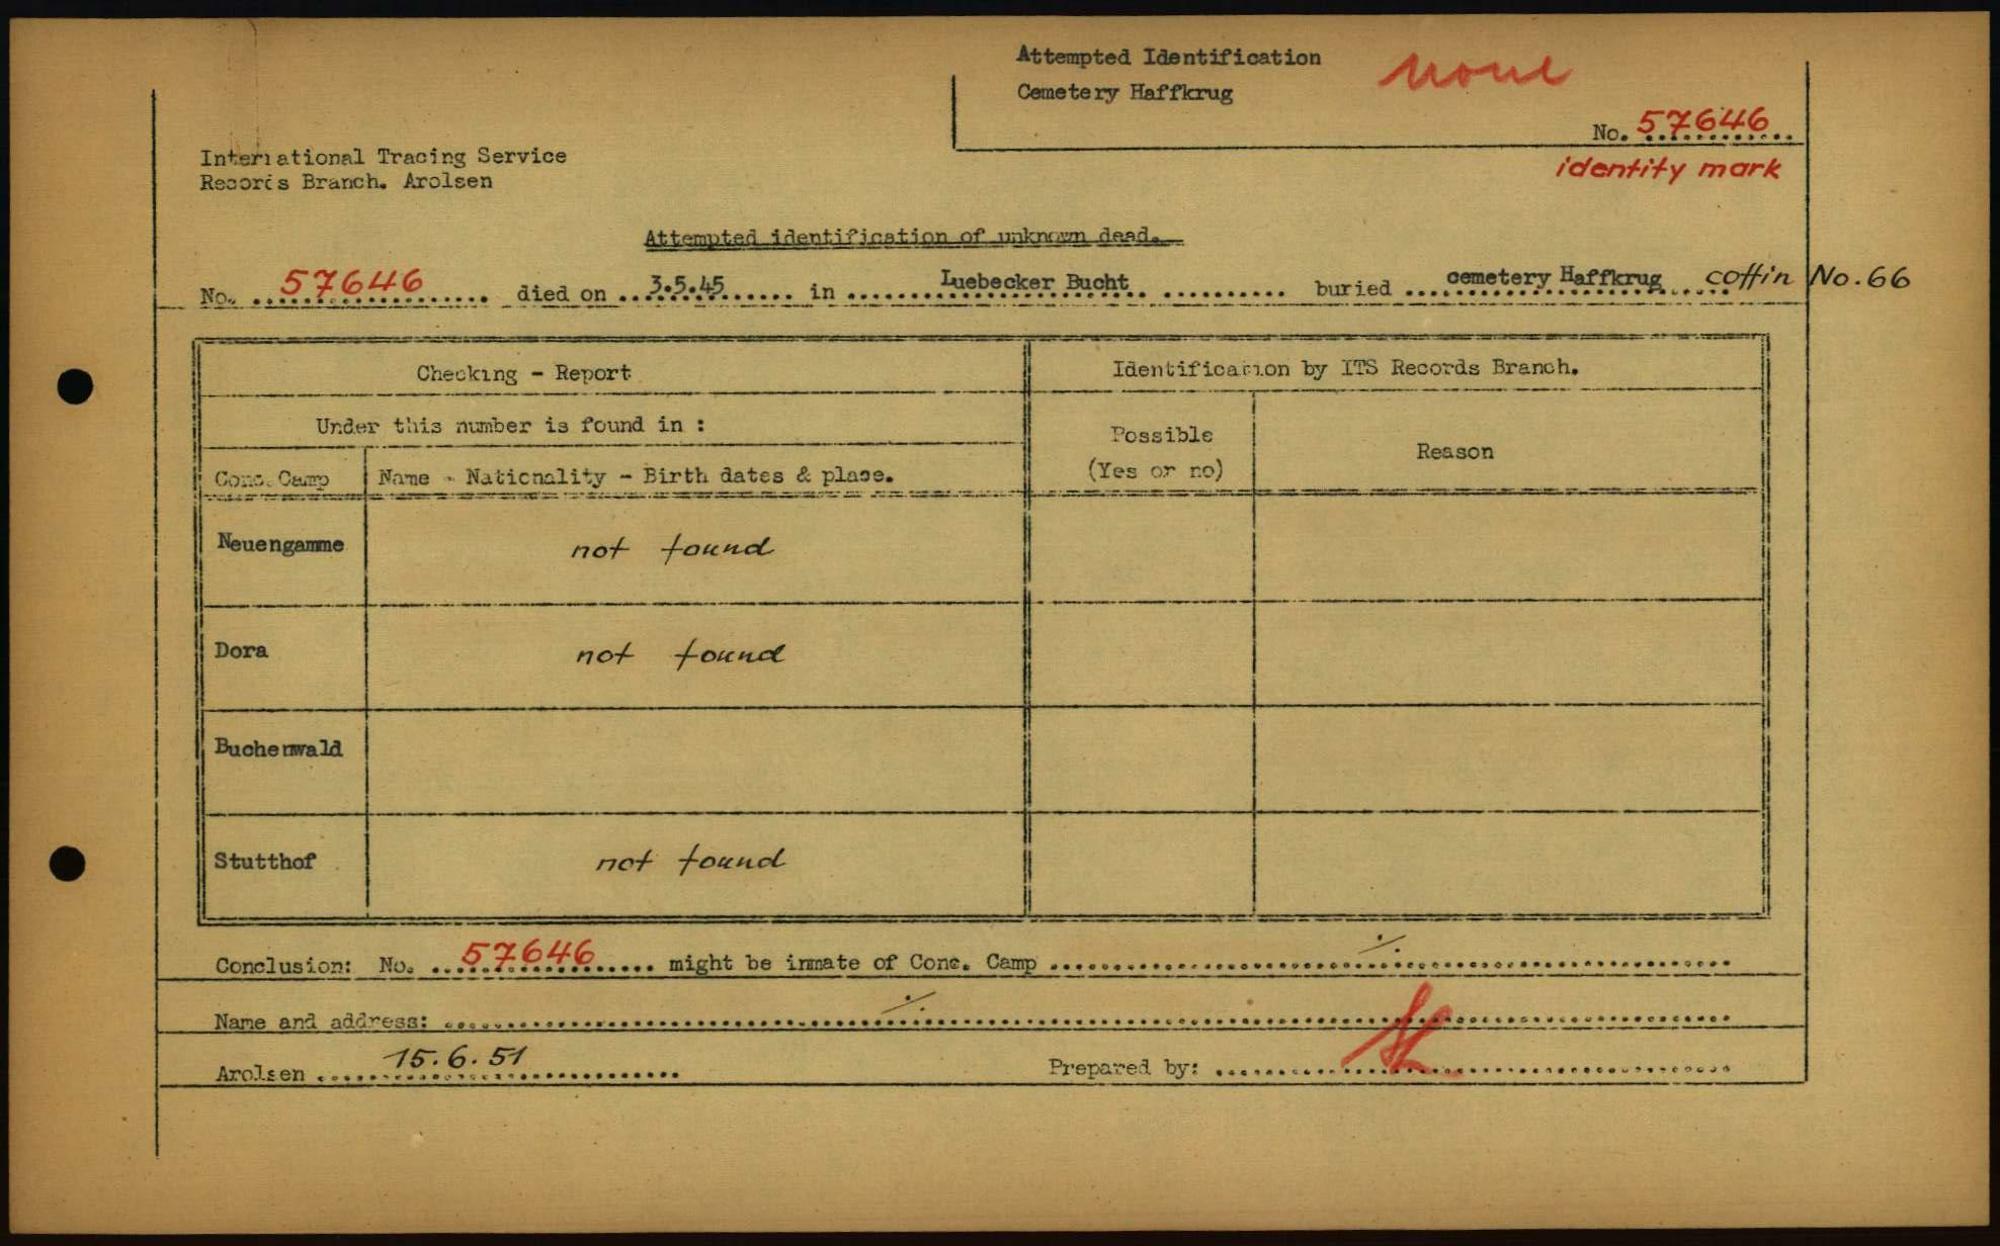 Attempted Identification
none
Cemetery Haffkrug
No. 57646
identity mark
International Tracing Service
Records Branch. Arolsen
Attempted identification of unknown dead.
No. 57646 died on 3.5.45 in Luebecker Bucht buried cemetery Haffkrug coffin No. 66
Checking - Report
Identification by ITS Records Branch.
Under this number is found in :
Possible
(Yes or no)
Reason
Conc. Camp
Name - Nationality - Birth dates & place.
Neuengamme
not found
Dora
not found
Buchenwald
Stutthof
not found
Conclusion: No. 57646 might be inmate of Conc. Camp ./.
Name and address: ./.
Arolsen 15.6.51
Prepared by: